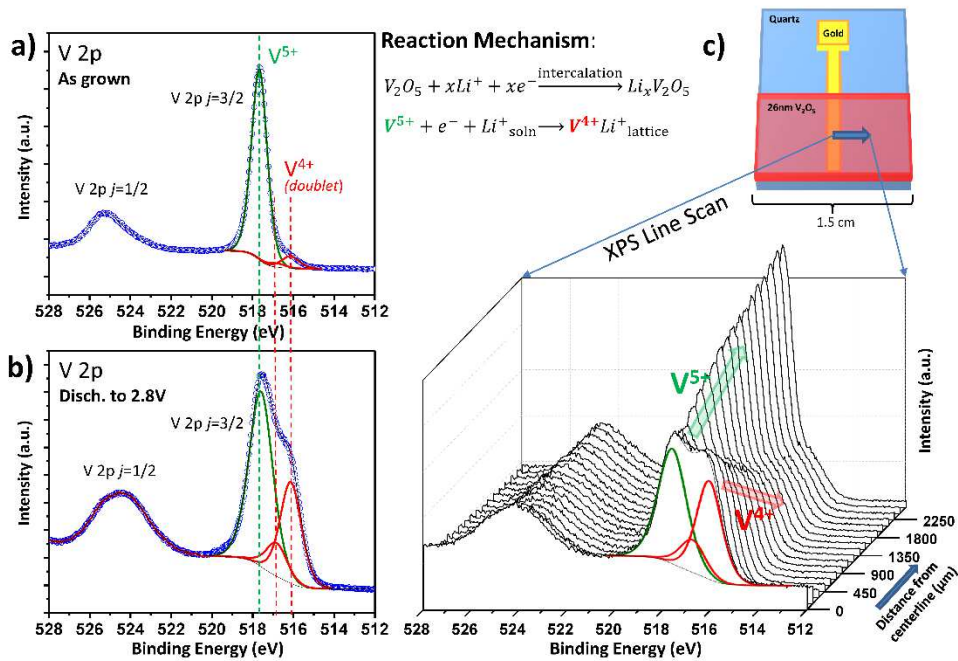 a)
V 2p
As grown
V⁵⁺
V 2p j=3/2
V⁴⁺
(doublet)
V 2p j=1/2
Intensity (a.u.)
528 526 524 522 520 518 516 514 512
Binding Energy (eV)
b)
V 2p
Disch. to 2.8V
V 2p j=3/2
V 2p j=1/2
Intensity (a.u.)
528 526 524 522 520 518 516 514 512
Binding Energy (eV)
Reaction Mechanism:
V₂O₅ + xLi⁺ + xe⁻ intercalation⟶ LiₓV₂O₅
V⁵⁺ + e⁻ + Li⁺soln ⟶ V⁴⁺Li⁺lattice
c)
Quartz
Gold
26nm V₂O₅
1.5 cm
XPS Line Scan
V⁵⁺
V⁴⁺
Intensity (a.u.)
2250
1800
1350
900
450
0
Distance from
centerline (µm)
528 526 524 522 520 518 516 514 512
Binding Energy (eV)